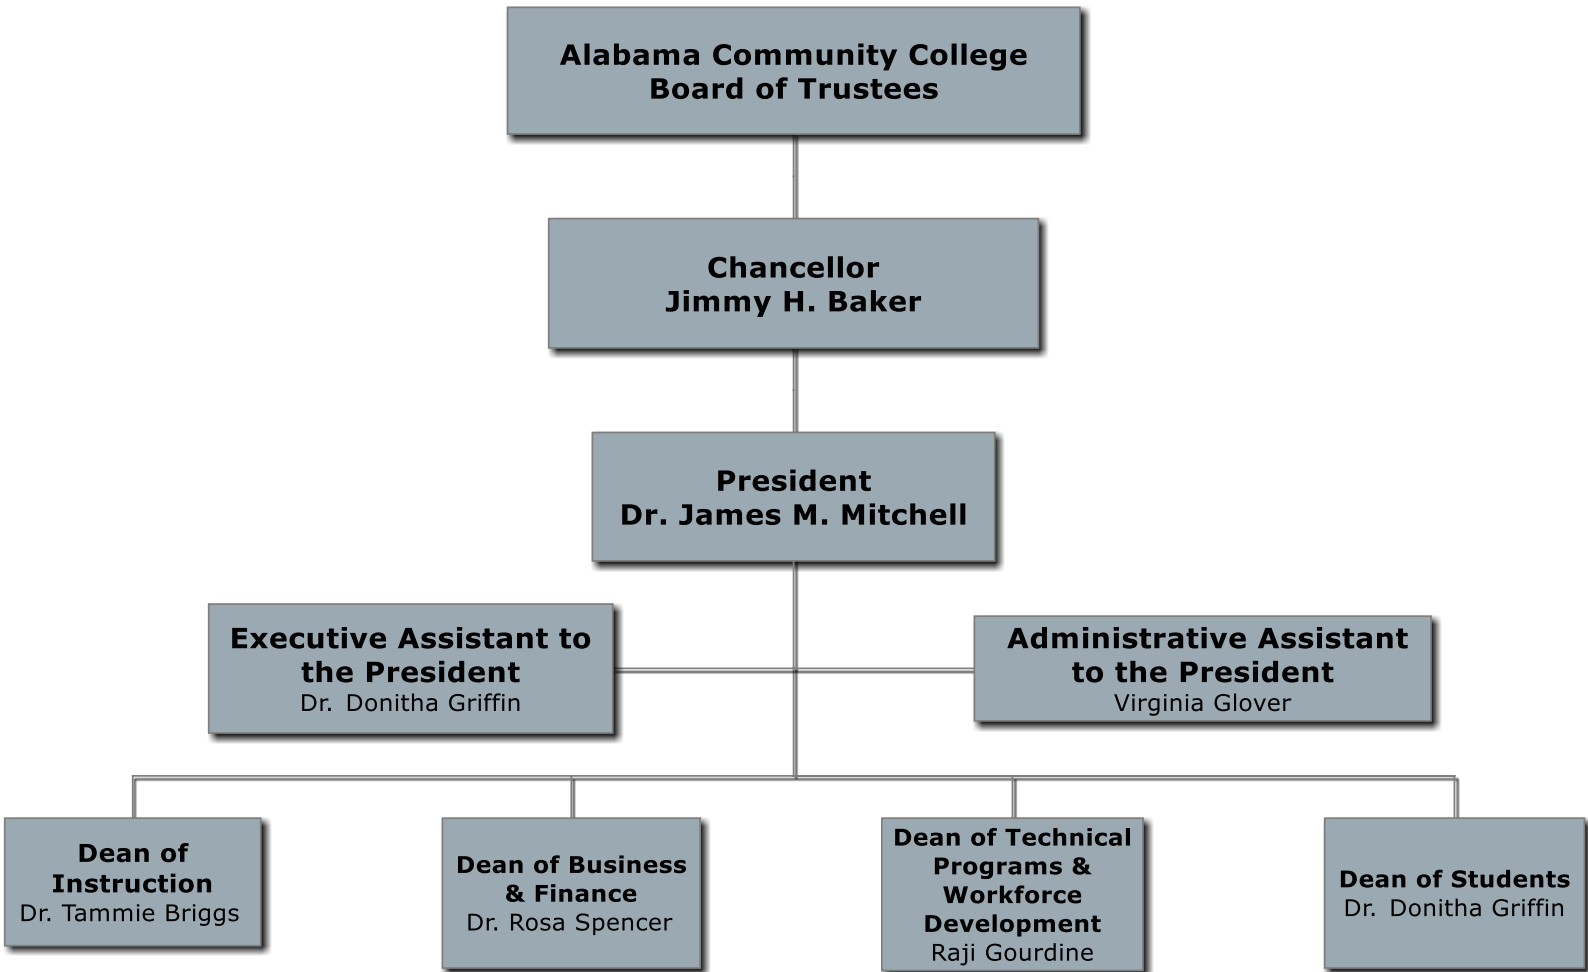 Alabama Community College
Board of Trustees
Chancellor
Jimmy H. Baker
President
Dr. James M. Mitchell
Executive Assistant to
the President
Dr. Donitha Griffin
Administrative Assistant
to the President
Virginia Glover
Dean of
Instruction
Dr. Tammie Briggs
Dean of Business
& Finance
Dr. Rosa Spencer
Dean of Technical
Programs &
Workforce
Development
Raji Gourdine
Dean of Students
Dr. Donitha Griffin